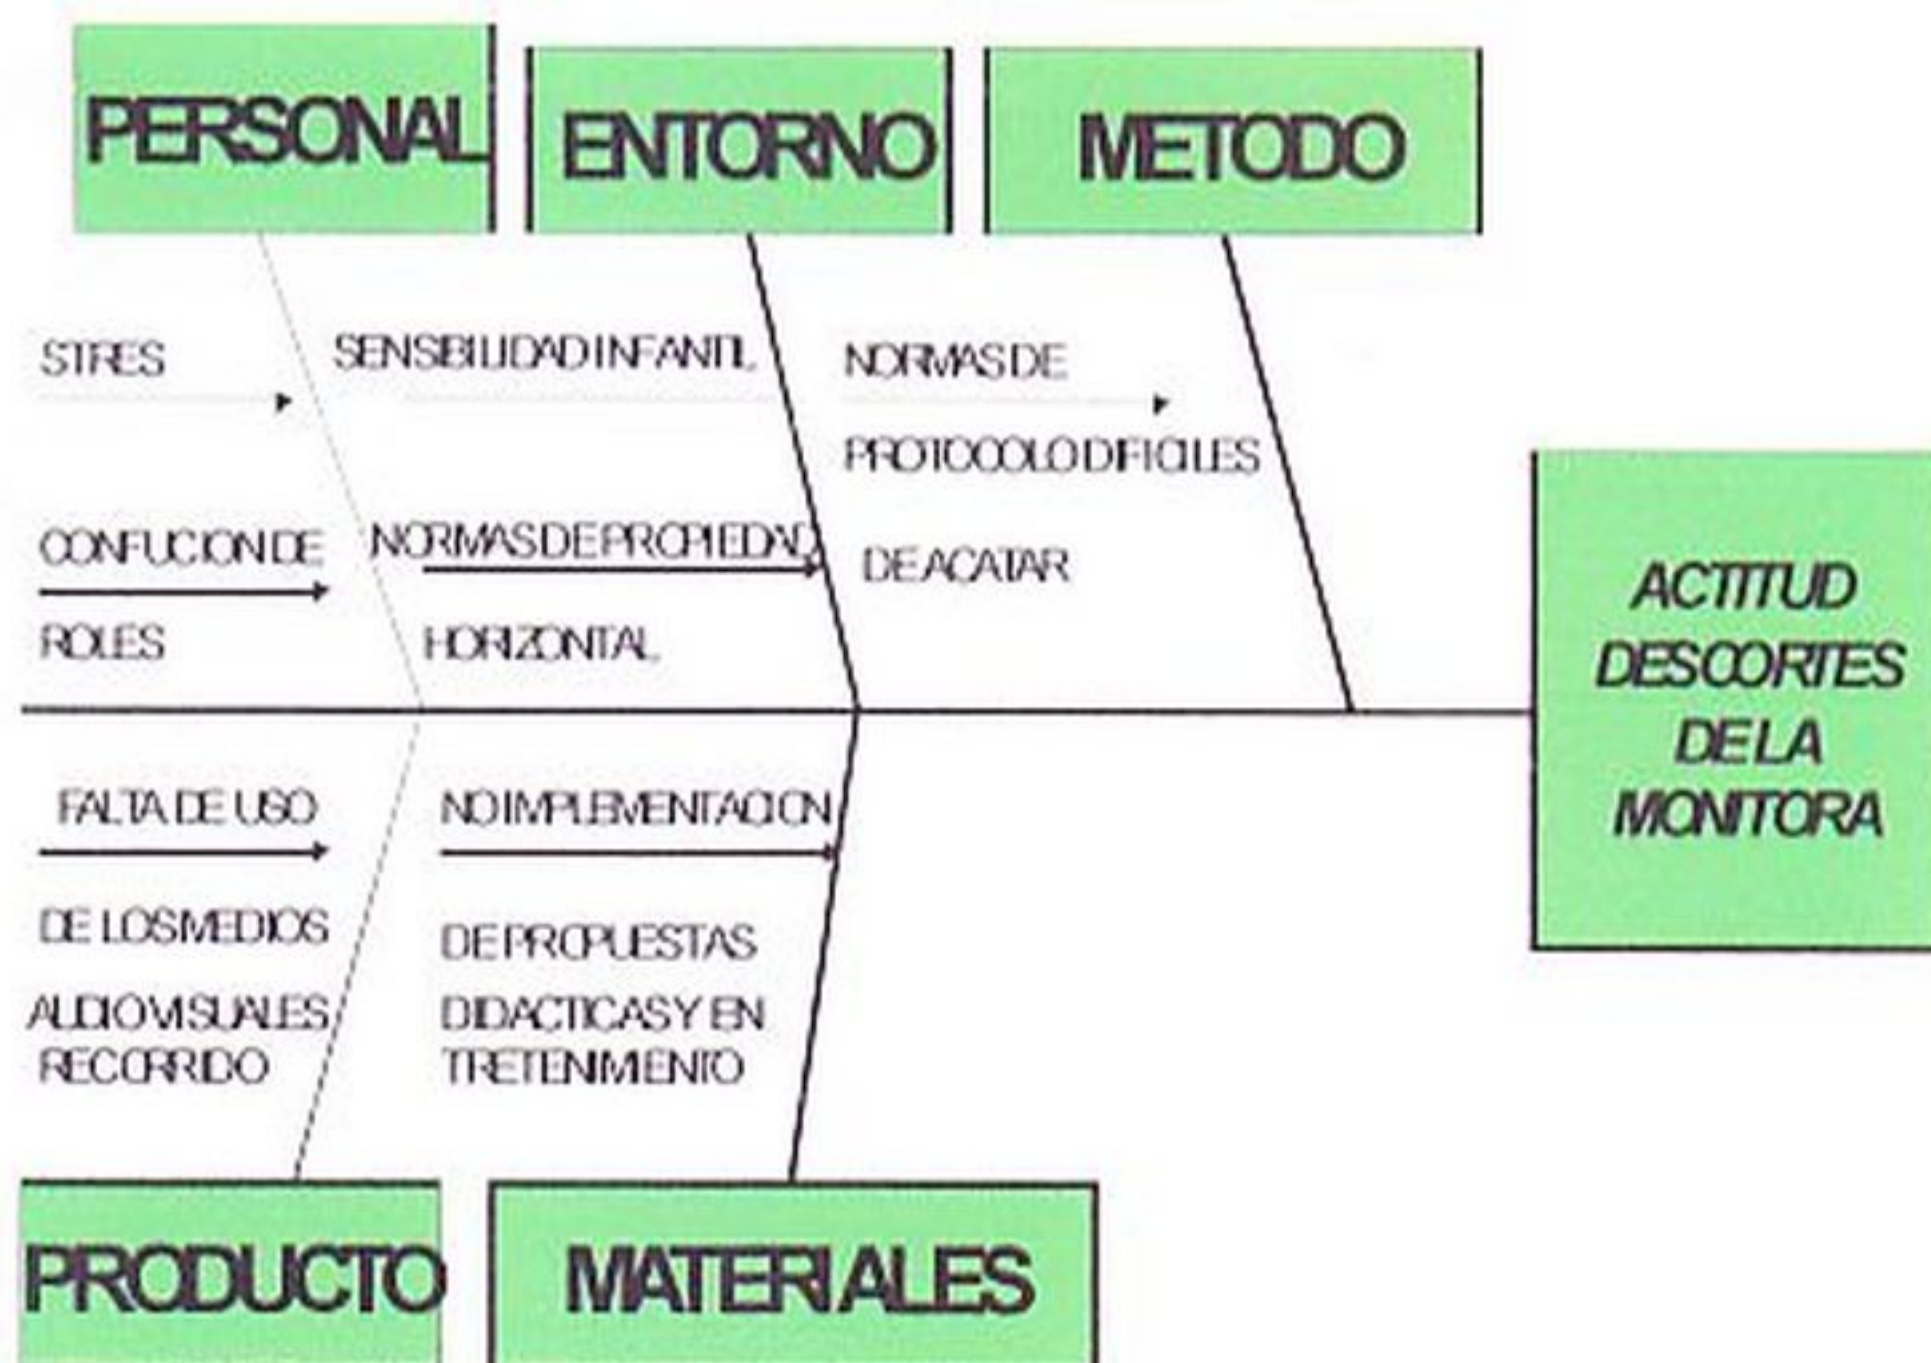 PERSONAL
ENTORNO
METODO
STRES
CONFUCION DE
ROLES
SENSIBILIDAD INFANTIL
NORMAS DE PROPIEDAD
HORIZONTAL
NORMAS DE
PROTOCOLO DIFICILES
DE ACATAR
ACTITUD
DESCORTES
DE LA
MONITORA
FALTA DE USO
DE LOS MEDIOS
AUDIOVISUALES
RECORRIDO
NO IMPLEMENTACION
DE PROPUESTAS
DIDACTICAS Y EN
TRETENIMIENTO
PRODUCTO
MATERIALES